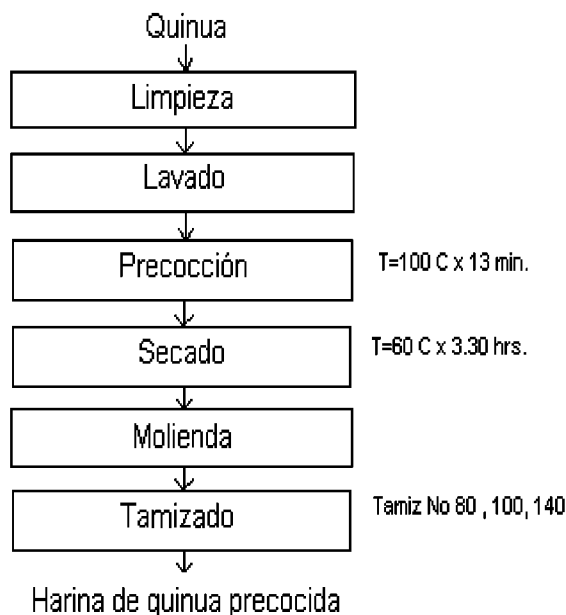 Quinua
Limpieza
Lavado
Precocción T=100 C x 13 min.
Secado T=60 C x 3.30 hrs.
Molienda
Tamizado Tamiz No 80 , 100, 140
Harina de quinua precocida